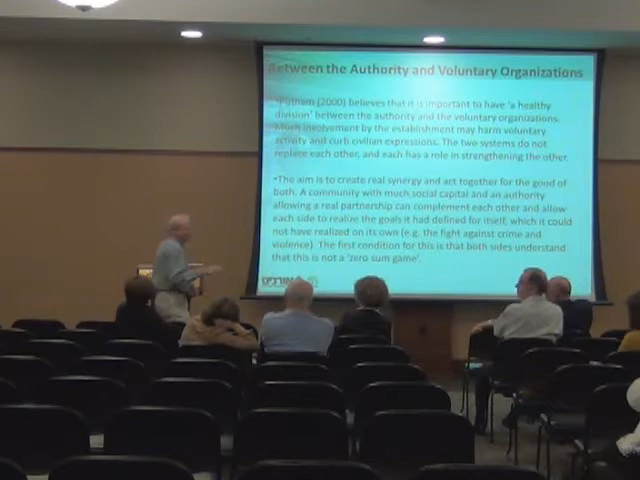 Between the Authority and Voluntary Organizations
•Putnam (2000) believes that it is important to have 'a healthy
division' between the authority and the voluntary organizations.
Much involvement by the establishment may harm voluntary
activity and curb civilian expressions. The two systems do not
replace each other, and each has a role in strengthening the other.
•The aim is to create real synergy and act together for the good of
both. A community with much social capital and an authority
allowing a real partnership can complement each other and allow
each side to realize the goals it had defined for itself, which it could
not have realized on its own (e.g. the fight against crime and
violence). The first condition for this is that both sides understand
that this is not a 'zero sum game'.